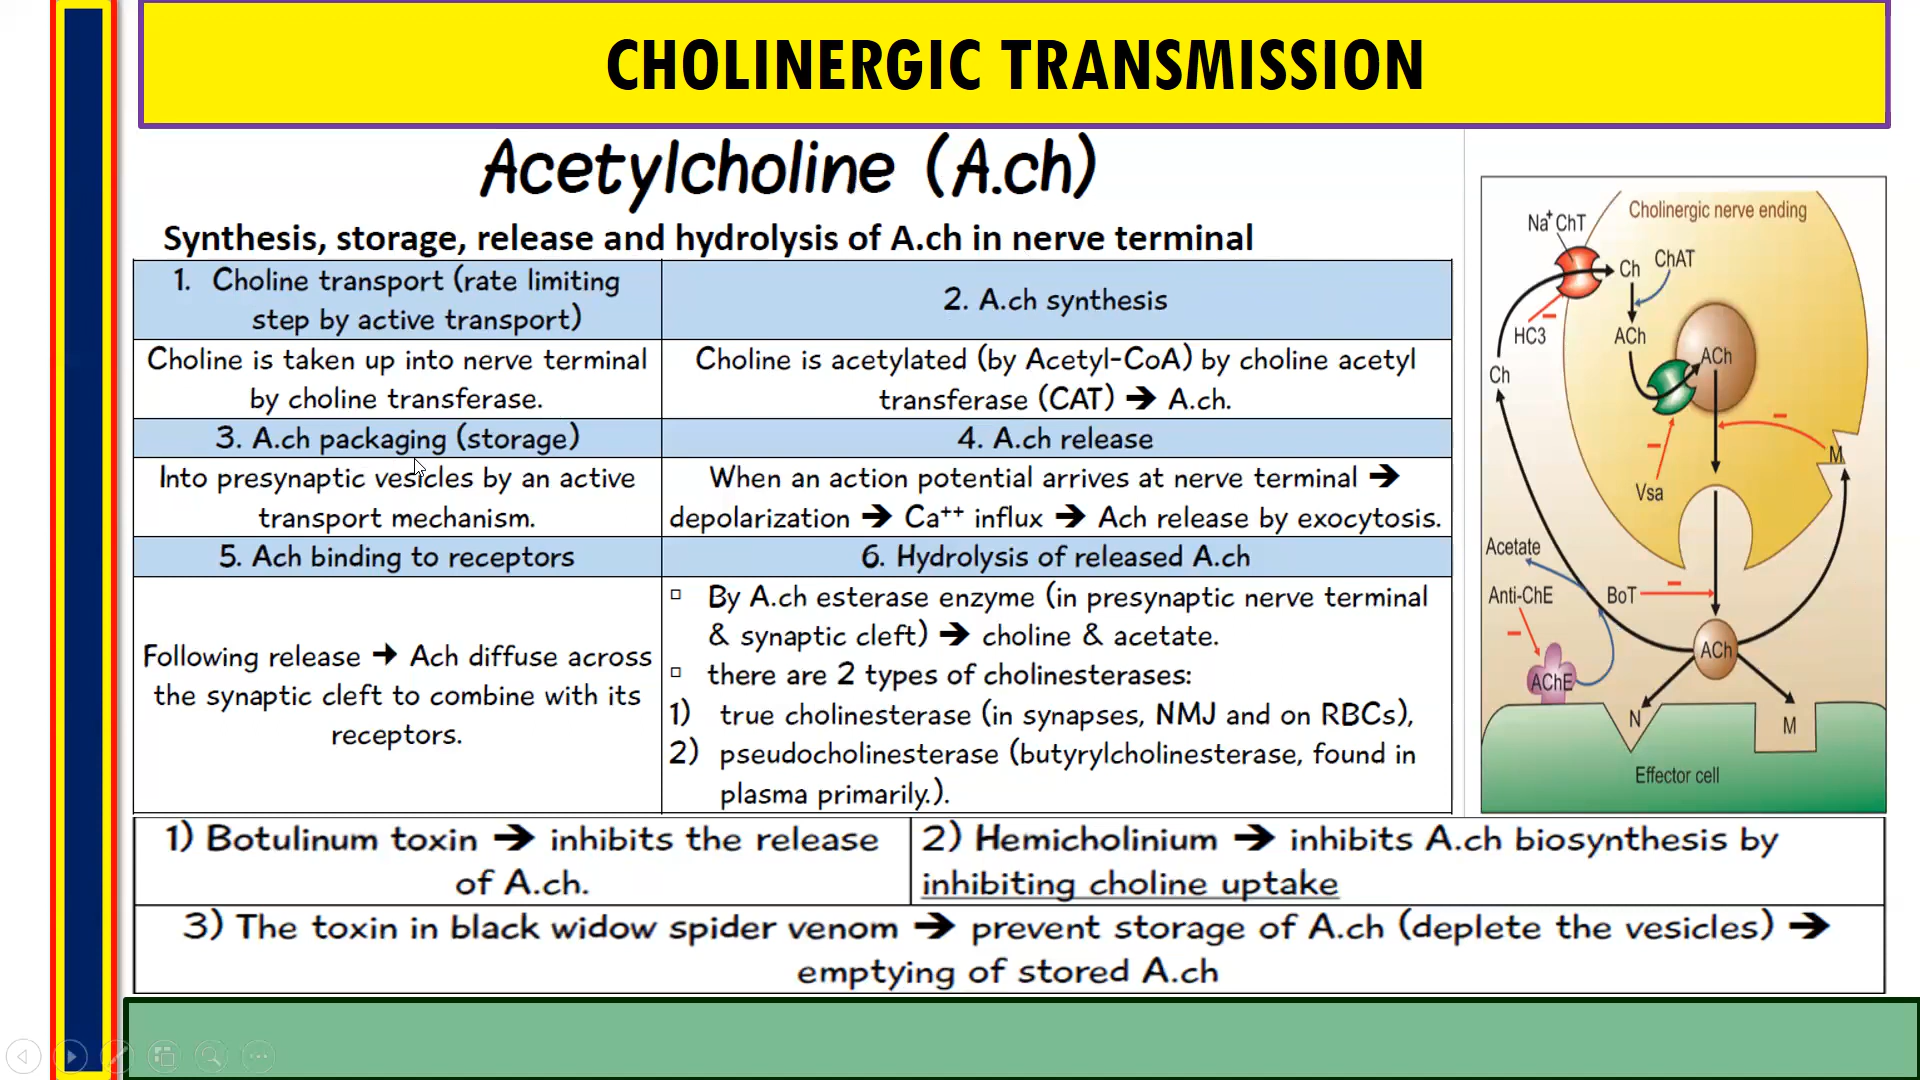 CHOLINERGIC TRANSMISSION
Acetylcholine (A.ch)
Synthesis, storage, release and hydrolysis of A.ch in nerve terminal
1. Choline transport (rate limiting
step by active transport)
2. A.ch synthesis
Choline is taken up into nerve terminal
by choline transferase.
Choline is acetylated (by Acetyl-CoA) by choline acetyl
transferase (CAT) ➔ A.ch.
3. A.ch packaging (storage)
4. A.ch release
Into presynaptic vesicles by an active
transport mechanism.
When an action potential arrives at nerve terminal ➔
depolarization ➔ Ca⁺⁺ influx ➔ Ach release by exocytosis.
5. Ach binding to receptors
6. Hydrolysis of released A.ch
Following release ➔ Ach diffuse across
the synaptic cleft to combine with its
receptors.
▫ By A.ch esterase enzyme (in presynaptic nerve terminal
& synaptic cleft) ➔ choline & acetate.
▫ there are 2 types of cholinesterases:
1) true cholinesterase (in synapses, NMJ and on RBCs),
2) pseudocholinesterase (butyrylcholinesterase, found in
plasma primarily.).
1) Botulinum toxin ➔ inhibits the release
of A.ch.
2) Hemicholinium ➔ inhibits A.ch biosynthesis by
inhibiting choline uptake
3) The toxin in black widow spider venom ➔ prevent storage of A.ch (deplete the vesicles) ➔
emptying of stored A.ch
Cholinergic nerve ending
Na⁺ ChT
Ch
ChAT
HC3
ACh
ACh
Ch
M
Vsa
Acetate
Anti-ChE
BoT
ACh
AChE
N
M
Effector cell